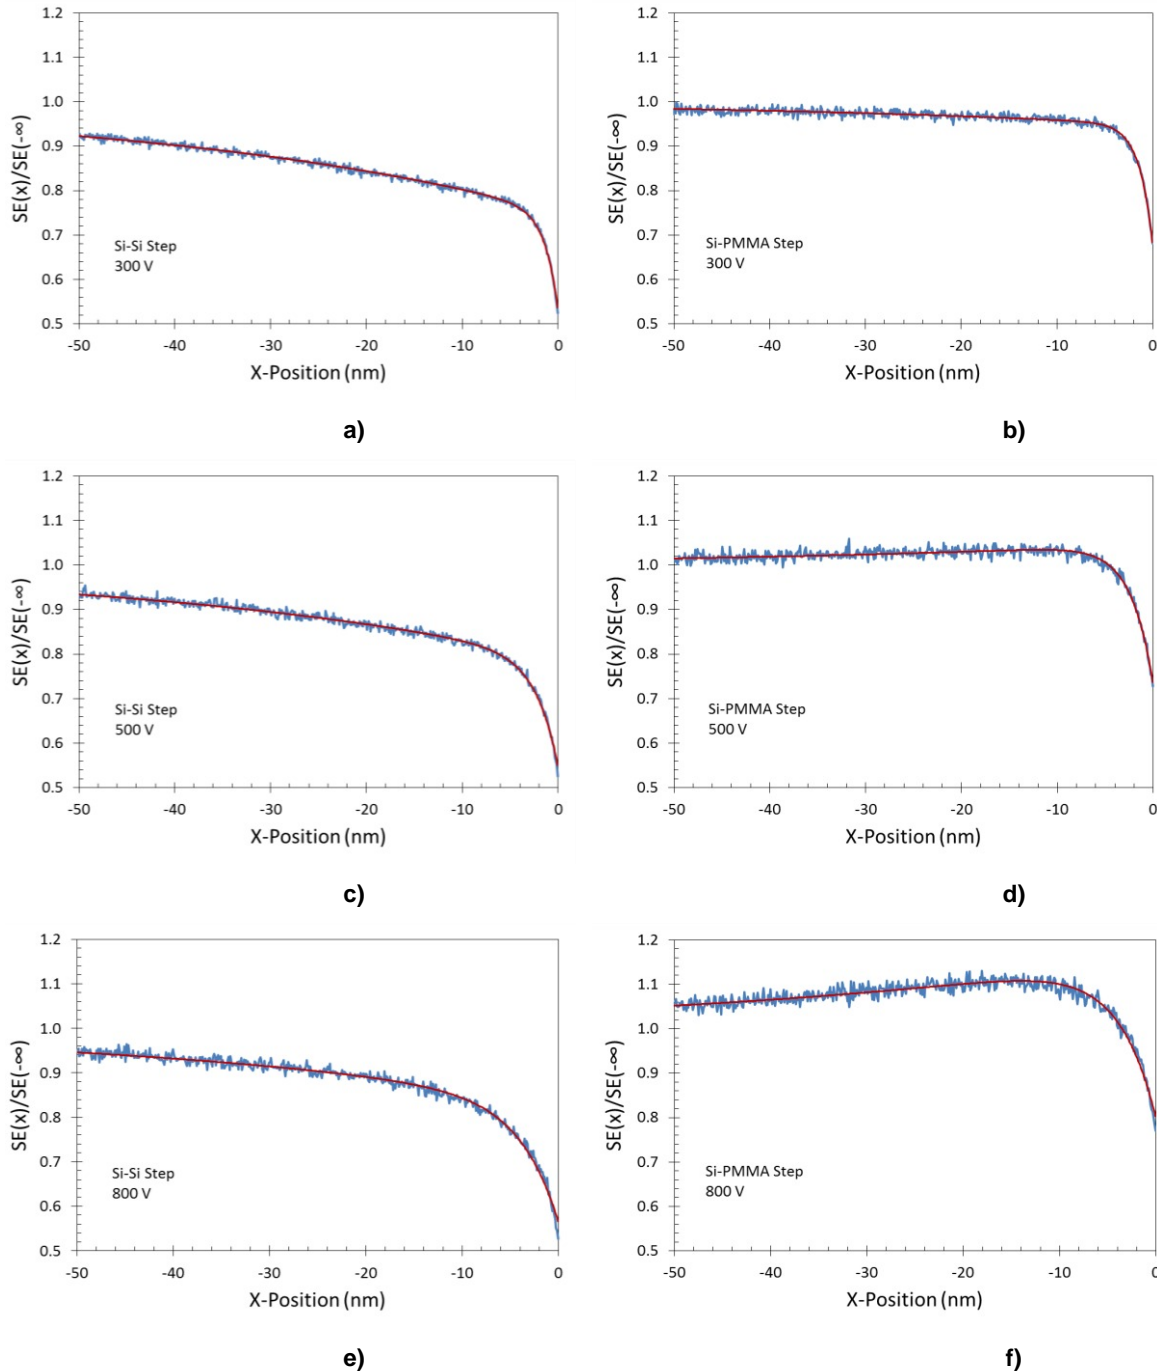 1.2
1.1
1.0
0.9
0.8
0.7
0.6
0.5
SE(x)/SE(-∞)
Si-Si Step
300 V
-50 -40 -30 -20 -10 0
X-Position (nm)
a)
1.2
1.1
1.0
0.9
0.8
0.7
0.6
0.5
SE(x)/SE(-∞)
Si-PMMA Step
300 V
-50 -40 -30 -20 -10 0
X-Position (nm)
b)
1.2
1.1
1.0
0.9
0.8
0.7
0.6
0.5
SE(x)/SE(-∞)
Si-Si Step
500 V
-50 -40 -30 -20 -10 0
X-Position (nm)
c)
1.2
1.1
1.0
0.9
0.8
0.7
0.6
0.5
SE(x)/SE(-∞)
Si-PMMA Step
500 V
-50 -40 -30 -20 -10 0
X-Position (nm)
d)
1.2
1.1
1.0
0.9
0.8
0.7
0.6
0.5
SE(x)/SE(-∞)
Si-Si Step
800 V
-50 -40 -30 -20 -10 0
X-Position (nm)
e)
1.2
1.1
1.0
0.9
0.8
0.7
0.6
0.5
SE(x)/SE(-∞)
Si-PMMA Step
800 V
-50 -40 -30 -20 -10 0
X-Position (nm)
f)